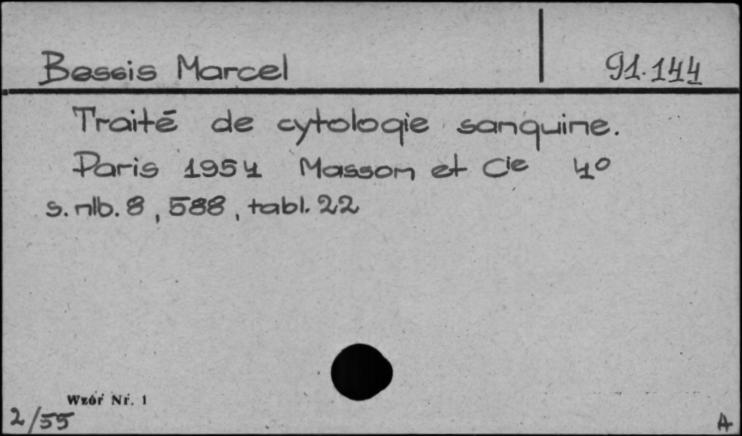 Bessis Marcel 91.144
Traité de cytologie sanguine.
Paris 1954 Masson et Cie 4º
s. nlb. 8, 588, tabl. 22
Wzór Nr. 1
2/55 A